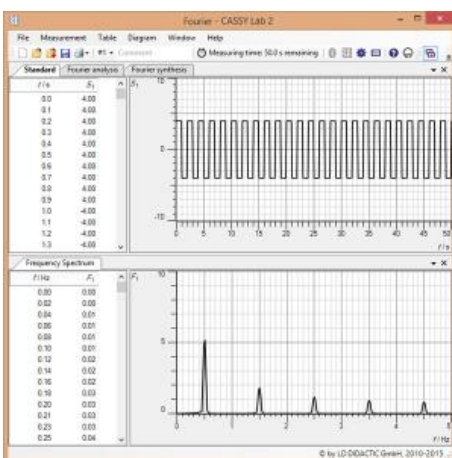 Fourier - CASSY Lab 2
File Measurement Table Diagram Window Help
#1 Comment Measuring time: 50.0 s remaining
Standard Fourier analysis Fourier synthesis
t / s S₁
0.0 4.00
0.1 4.00
0.2 4.00
0.3 4.00
0.4 4.00
0.5 4.00
0.6 4.00
0.7 4.00
0.8 4.00
0.9 4.00
1.0 -4.00
1.1 -4.00
1.2 -4.00
1.3 -4.00
S₁
10
0
-10
0 5 10 15 20 25 30 35 40 45 50
t / s
Frequency Spectrum
f / Hz F₁
0.00 0.00
0.02 0.00
0.04 0.01
0.06 0.01
0.08 0.01
0.10 0.01
0.12 0.02
0.14 0.02
0.16 0.02
0.18 0.03
0.20 0.03
0.21 0.03
0.23 0.03
0.25 0.04
F₁
10
5
0
0 1 2 3 4 5
f / Hz
© by LD DIDACTIC GmbH, 2010-2015